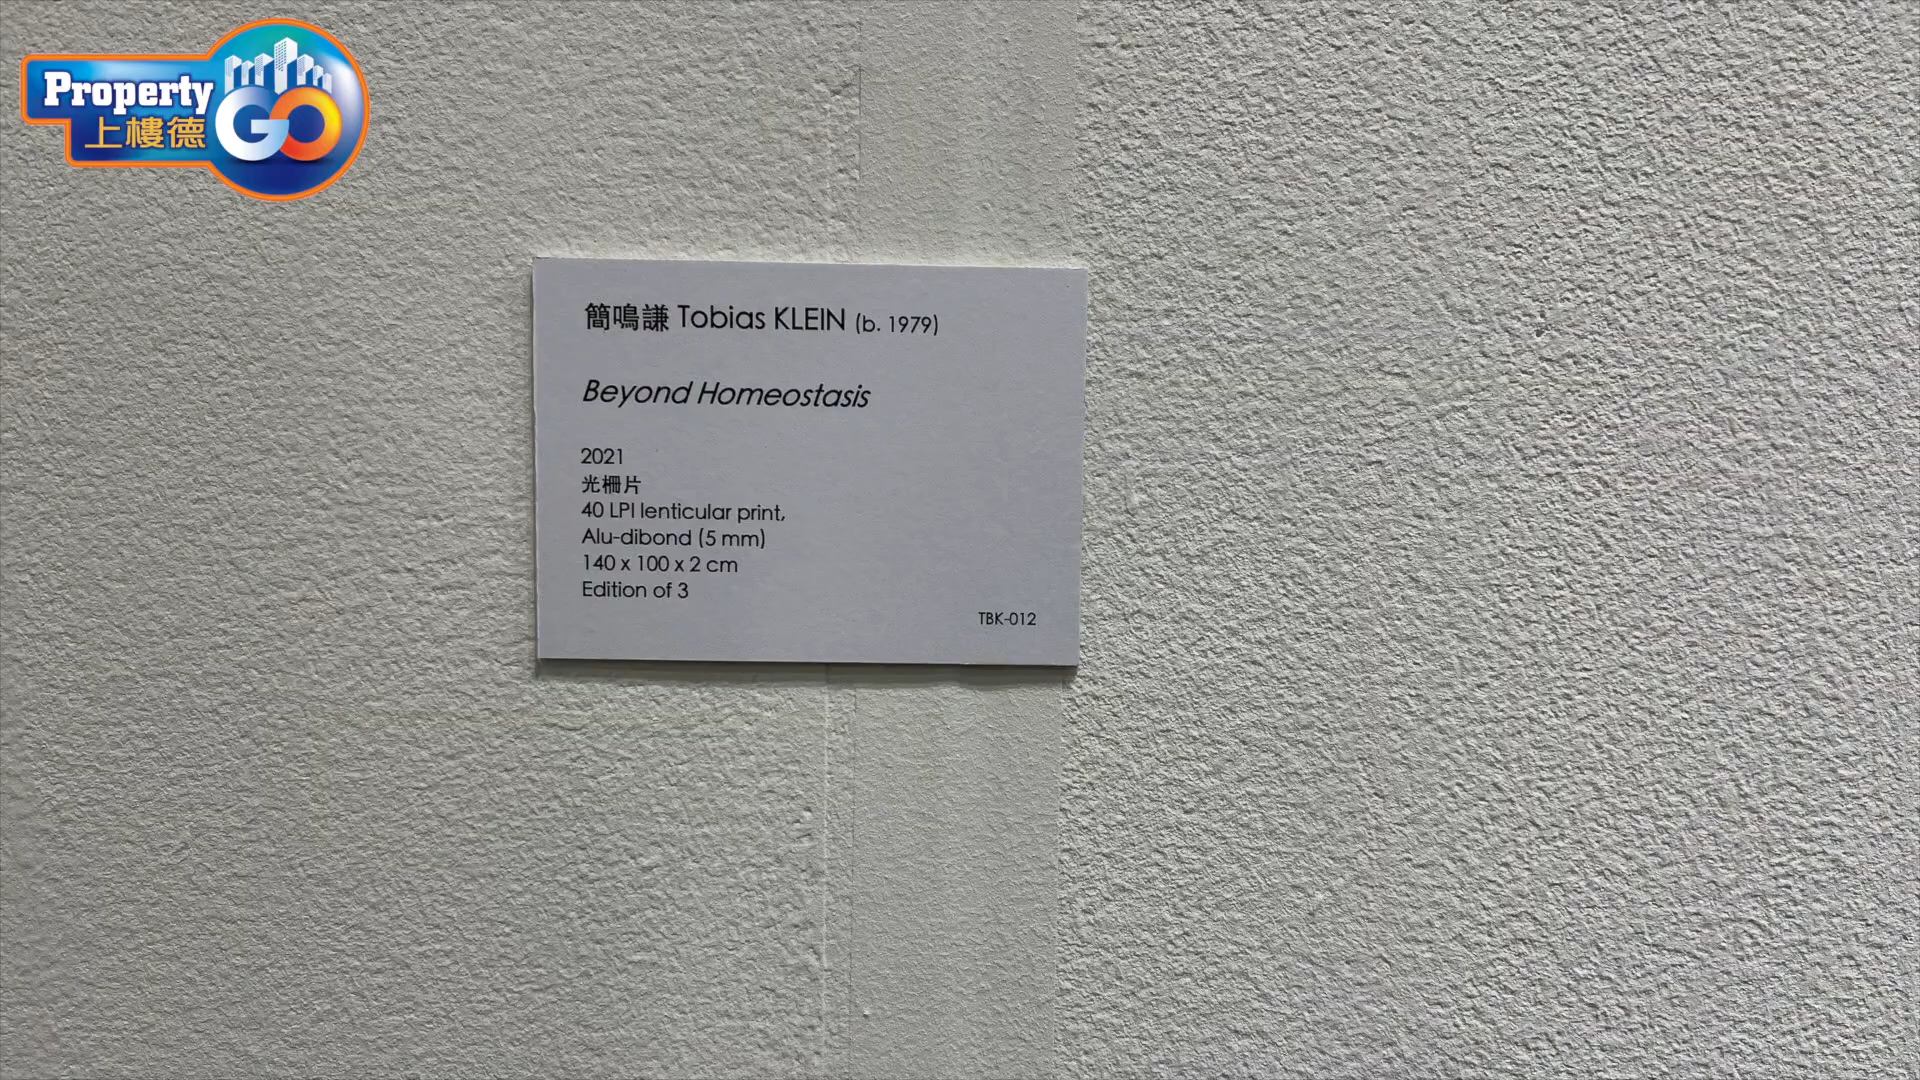 Property
上樓德
GO
簡鳴謙 Tobias KLEIN (b. 1979)
Beyond Homeostasis
2021
光柵片
40 LPI lenticular print,
Alu-dibond (5 mm)
140 x 100 x 2 cm
Edition of 3
TBK-012